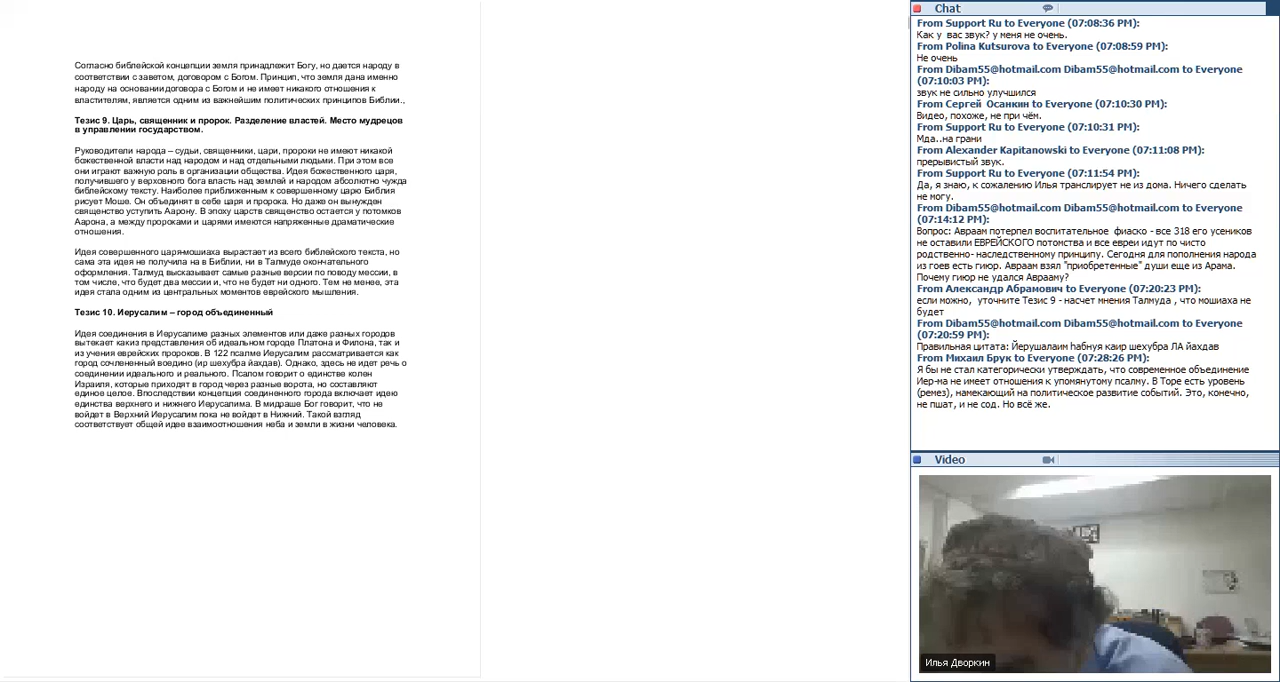 Согласно библейской концепции земля принадлежит Богу, но дается народу в
соответствии с заветом, договором с Богом. Принцип, что земля дана именно
народу на основании договора с Богом и не имеет никакого отношения к
властителям, является одним из важнейшим политических принципов Библии.,
Тезис 9. Царь, священник и пророк. Разделение властей. Место мудрецов
в управлении государством.
Руководители народа – судьи, священники, цари, пророки не имеют никакой
божественной власти над народом и над отдельными людьми. При этом все
они играют важную роль в организации общества. Идея божественного царя,
получившего у верховного бога власть над землей и народом абсолютно чужда
библейскому тексту. Наиболее приближенным к совершенному царю Библия
рисует Моше. Он объединят в себе царя и пророка. Но даже он вынужден
священство уступить Аарону. В эпоху царств священство остается у потомков
Аарона, а между пророками и царями имеются напряженные драматические
отношения.
Идея совершенного царя-мошиаха вырастает из всего библейского текста, но
сама эта идея не получила на в Библии, ни в Талмуде окончательного
оформления. Талмуд высказывает самые разные версии по поводу мессии, в
том числе, что будет два мессии и, что не будет ни одного. Тем не менее, эта
идея стала одним из центральных моментов еврейского мышления.
Тезис 10. Иерусалим – город объединенный
Идея соединения в Иерусалиме разных элементов или даже разных городов
вытекает какиз представления об идеальном городе Платона и Филона, так и
из учения еврейских пророков. В 122 псалме Иерусалим рассматривается как
город сочлененный воедино (ир шехубра йахдав). Однако, здесь не идет речь о
соединении идеального и реального. Псалом говорит о единстве колен
Израиля, которые приходят в город через разные ворота, но составляют
единое целое. Впоследствии концепция соединенного города включает идею
единства верхнего и нижнего Иерусалима. В мидраше Бог говорит, что не
войдет в Верхний Иерусалим пока не войдет в Нижний. Такой взгляд
соответствует общей идее взаимоотношения неба и земли в жизни человека.
Chat
From Support Ru to Everyone (07:08:36 PM):
Как у вас звук? у меня не очень.
From Polina Kutsurova to Everyone (07:08:59 PM):
Не очень
From Dibam55@hotmail.com Dibam55@hotmail.com to Everyone
(07:10:03 PM):
звук не сильно улучшился
From Сергей Осанкин to Everyone (07:10:30 PM):
Видео, похоже, не при чём.
From Support Ru to Everyone (07:10:31 PM):
Мда..на грани
From Alexander Kapitanowski to Everyone (07:11:08 PM):
прерывистый звук.
From Support Ru to Everyone (07:11:54 PM):
Да, я знаю, к сожалению Илья транслирует не из дома. Ничего сделать
не могу.
From Dibam55@hotmail.com Dibam55@hotmail.com to Everyone
(07:14:12 PM):
Вопрос: Авраам потерпел воспитательное фиаско - все 318 его усеников
не оставили ЕВРЕЙСКОГО потомства и все евреи идут по чисто
родственно- наследственному принципу. Сегодня для пополнения народа
из гоев есть гиюр. Авраам взял "приобретенные" души еще из Арама.
Почему гиюр не удался Аврааму?
From Александр Абрамович to Everyone (07:20:23 PM):
если можно, уточните Тезис 9 - насчет мнения Талмуда , что мошиаха не
будет
From Dibam55@hotmail.com Dibam55@hotmail.com to Everyone
(07:20:59 PM):
Правильная цитата: Йерушалаим hабнуя каир шехубра ЛА йахдав
From Михаил Брук to Everyone (07:28:26 PM):
Я бы не стал категорически утверждать, что современное объединение
Иер-ма не имеет отношения к упомянутому псалму. В Торе есть уровень
(ремез), намекающий на политическое развитие событий. Это, конечно,
не пшат, и не сод. Но всё же.
Video
Илья Дворкин